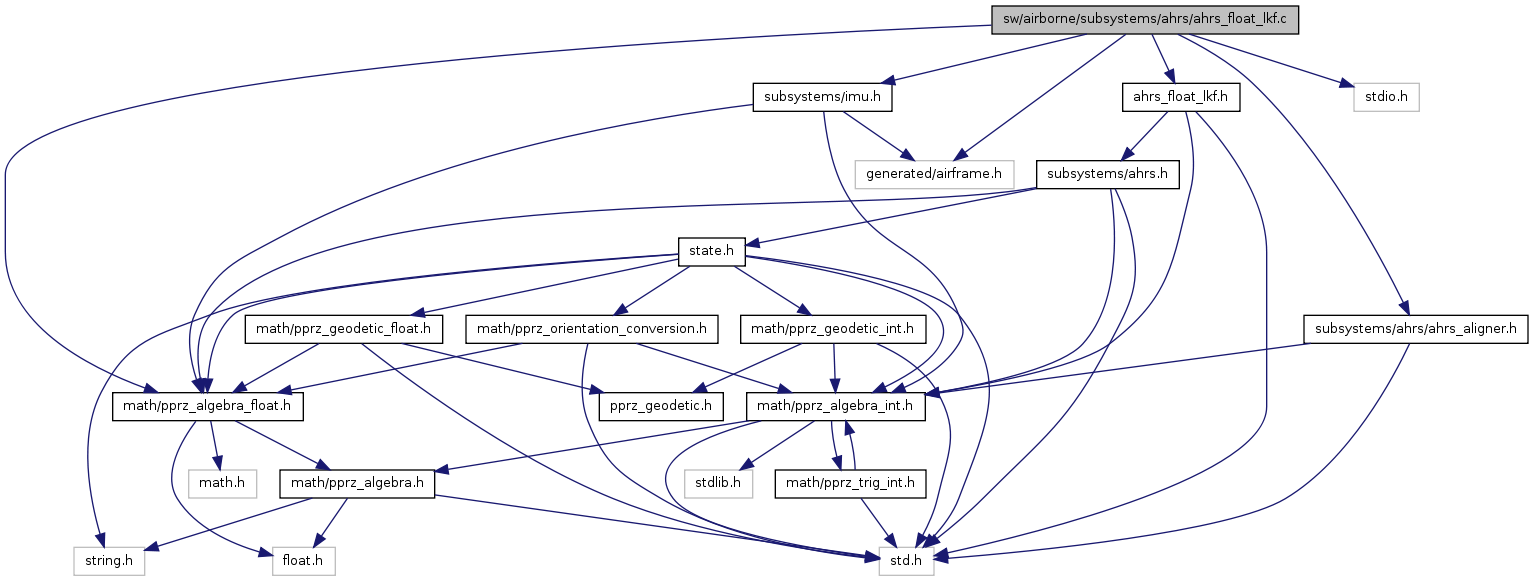 sw/airborne/subsystems/ahrs/ahrs_float_lkf.c
subsystems/imu.h
ahrs_float_lkf.h
stdio.h
generated/airframe.h
subsystems/ahrs.h
state.h
math/pprz_geodetic_float.h
math/pprz_orientation_conversion.h
math/pprz_geodetic_int.h
subsystems/ahrs/ahrs_aligner.h
math/pprz_algebra_float.h
pprz_geodetic.h
math/pprz_algebra_int.h
math.h
math/pprz_algebra.h
stdlib.h
math/pprz_trig_int.h
string.h
float.h
std.h